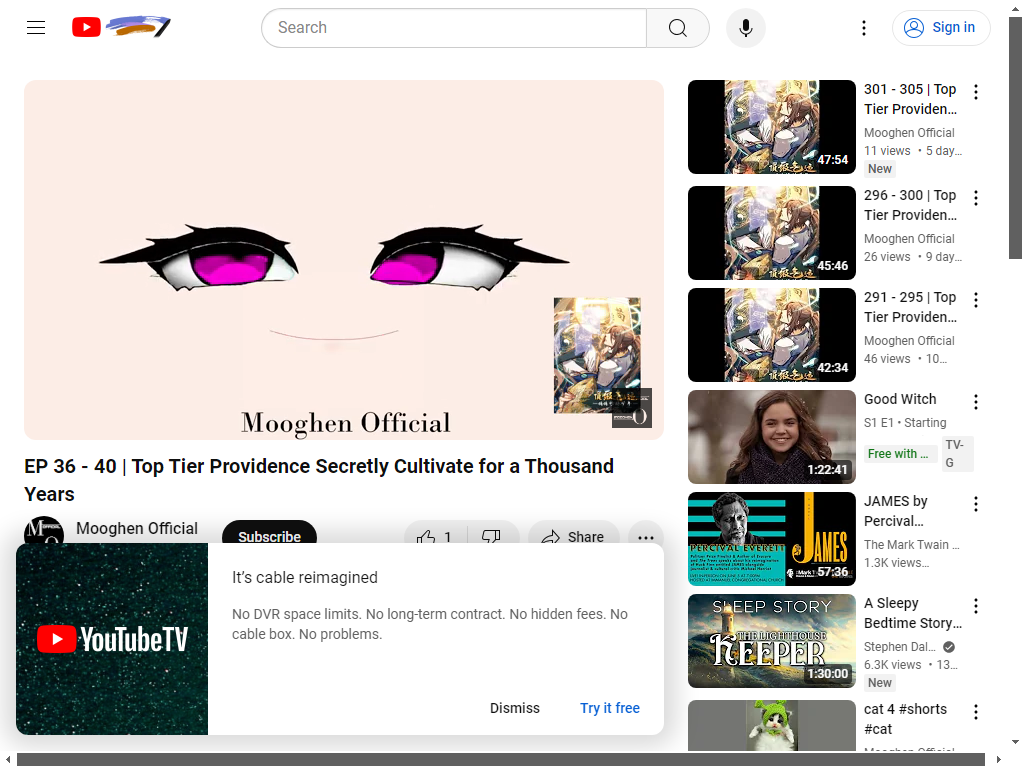 Search
Sign in
Mooghen Official
EP 36 - 40 | Top Tier Providence Secretly Cultivate for a Thousand
Years
Mooghen Official
Subscribe
1
Share
YouTubeTV
It's cable reimagined
No DVR space limits. No long-term contract. No hidden fees. No
cable box. No problems.
Dismiss
Try it free
47:54
301 - 305 | Top
Tier Providen...
Mooghen Official
11 views • 5 day...
New
45:46
296 - 300 | Top
Tier Providen...
Mooghen Official
26 views • 9 day...
42:34
291 - 295 | Top
Tier Providen...
Mooghen Official
46 views • 10...
1:22:41
Good Witch
S1 E1 • Starting
Free with ...
TV-
G
PERCIVAL EVERETT
JAMES
57:36
JAMES by
Percival...
The Mark Twain ...
1.3K views...
SLEEP STORY
THE LIGHTHOUSE
KEEPER
1:30:00
A Sleepy
Bedtime Story...
Stephen Dal...
6.3K views • 13...
New
cat 4 #shorts
#cat
Mooghen Official